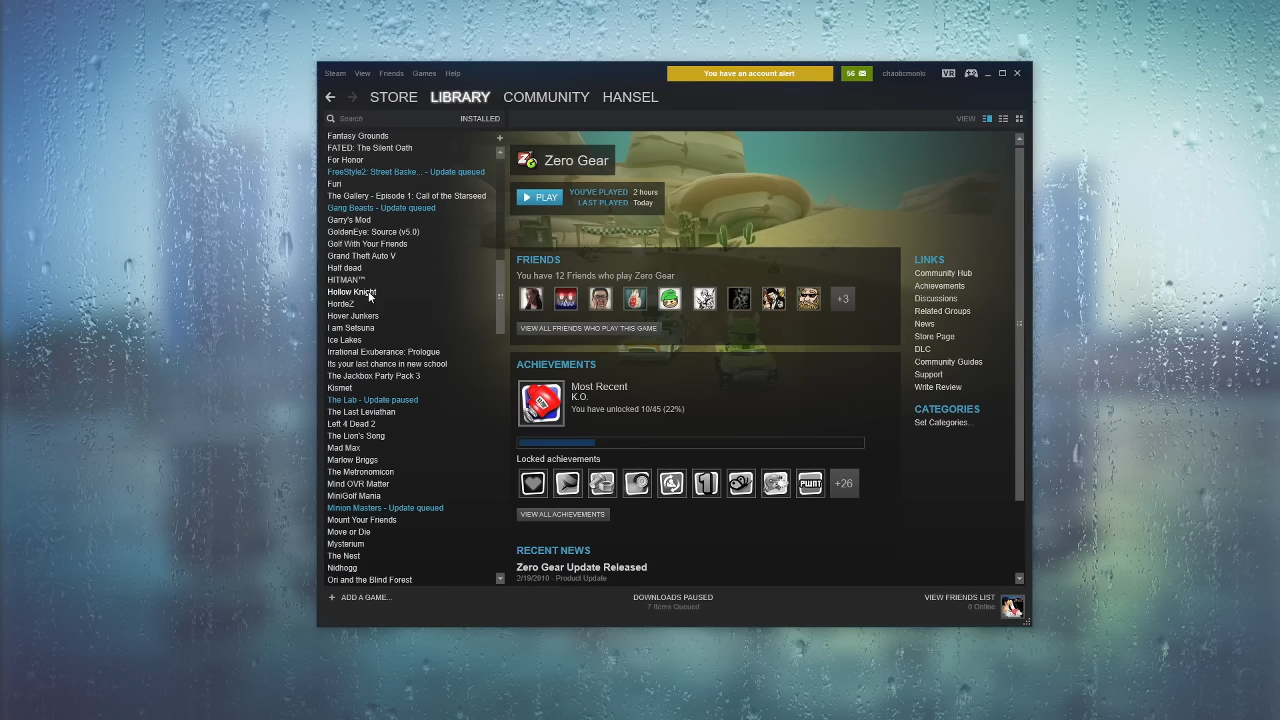 Steam View Friends Games Help
You have an account alert
56
chaoticmonki
VR
STORE LIBRARY COMMUNITY HANSEL
Search
INSTALLED
VIEW
Fantasy Grounds
FATED: The Silent Oath
For Honor
FreeStyle2: Street Baske... - Update queued
Furi
The Gallery - Episode 1: Call of the Starseed
Gang Beasts - Update queued
Garry's Mod
GoldenEye: Source (v5.0)
Golf With Your Friends
Grand Theft Auto V
Half dead
HITMAN™
Hollow Knight
HordeZ
Hover Junkers
I am Setsuna
Ice Lakes
Irrational Exuberance: Prologue
Its your last chance in new school
The Jackbox Party Pack 3
Kismet
The Lab - Update paused
The Last Leviathan
Left 4 Dead 2
The Lion's Song
Mad Max
Marlow Briggs
The Metronomicon
Mind OVR Matter
MiniGolf Mania
Minion Masters - Update queued
Mount Your Friends
Move or Die
Mysterium
The Nest
Nidhogg
Ori and the Blind Forest
Zero Gear
PLAY
YOU'VE PLAYED 2 hours
LAST PLAYED Today
FRIENDS
You have 12 Friends who play Zero Gear
+3
VIEW ALL FRIENDS WHO PLAY THIS GAME
ACHIEVEMENTS
Most Recent
K.O.
You have unlocked 10/45 (22%)
Locked achievements
1
PWNT
+26
VIEW ALL ACHIEVEMENTS
RECENT NEWS
Zero Gear Update Released
2/19/2010 - Product Update
LINKS
Community Hub
Achievements
Discussions
Related Groups
News
Store Page
DLC
Community Guides
Support
Write Review
CATEGORIES
Set Categories...
+ ADD A GAME...
DOWNLOADS PAUSED
7 Items Queued
VIEW FRIENDS LIST
0 Online